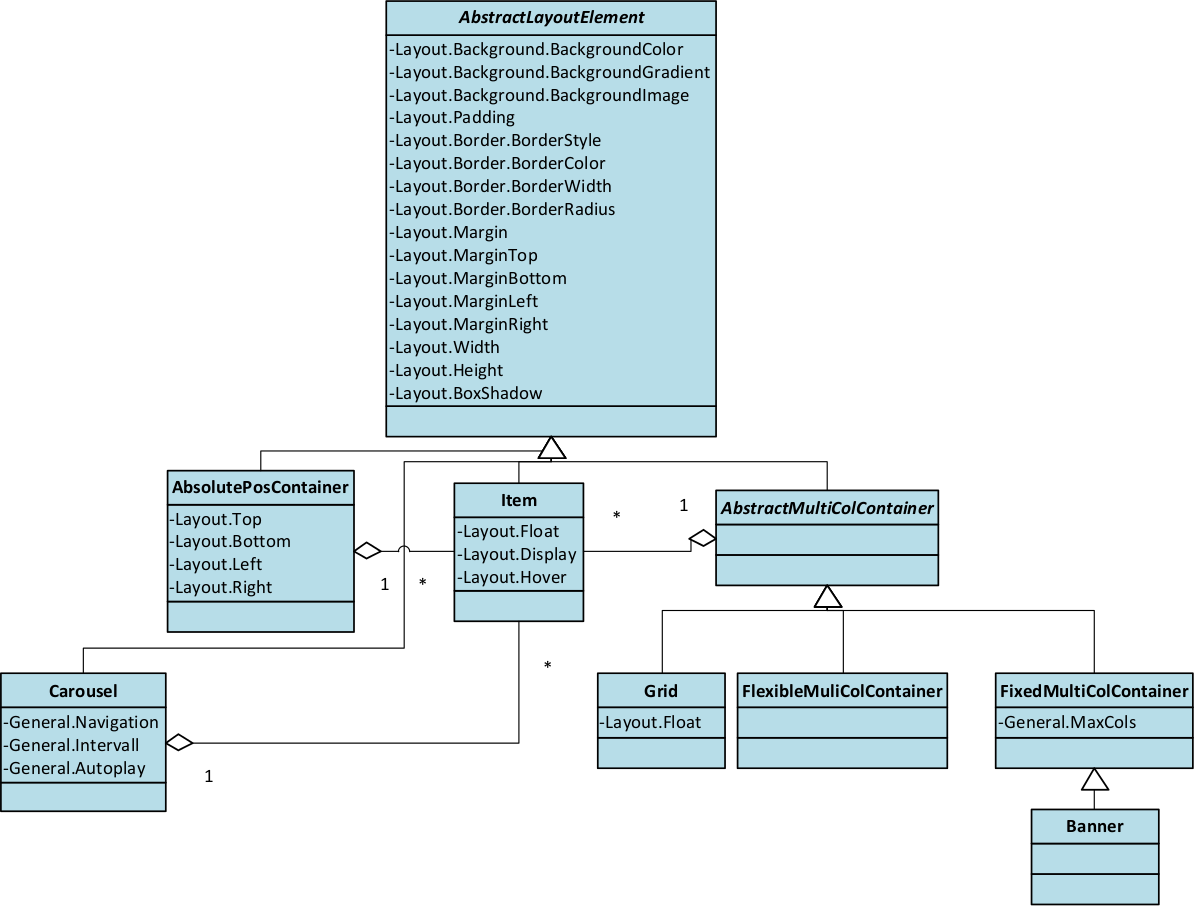 AbstractLayoutElement
-Layout.Background.BackgroundColor
-Layout.Background.BackgroundGradient
-Layout.Background.BackgroundImage
-Layout.Padding
-Layout.Border.BorderStyle
-Layout.Border.BorderColor
-Layout.Border.BorderWidth
-Layout.Border.BorderRadius
-Layout.Margin
-Layout.MarginTop
-Layout.MarginBottom
-Layout.MarginLeft
-Layout.MarginRight
-Layout.Width
-Layout.Height
-Layout.BoxShadow
AbsolutePosContainer
-Layout.Top
-Layout.Bottom
-Layout.Left
-Layout.Right
1
*
Item
-Layout.Float
-Layout.Display
-Layout.Hover
*
1
AbstractMultiColContainer
*
Carousel
-General.Navigation
-General.Intervall
-General.Autoplay
1
Grid
-Layout.Float
FlexibleMuliColContainer
FixedMultiColContainer
-General.MaxCols
Banner